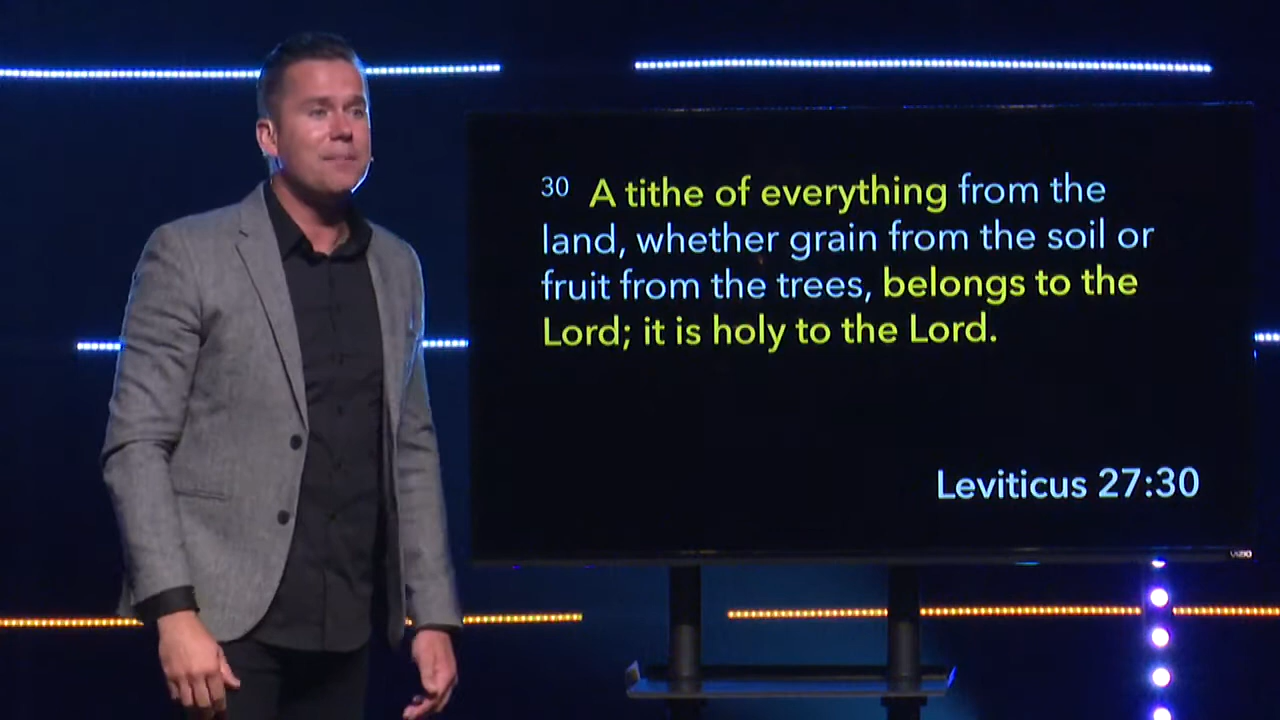 30 A tithe of everything from the
land, whether grain from the soil or
fruit from the trees, belongs to the
Lord; it is holy to the Lord.
Leviticus 27:30
VIZIO